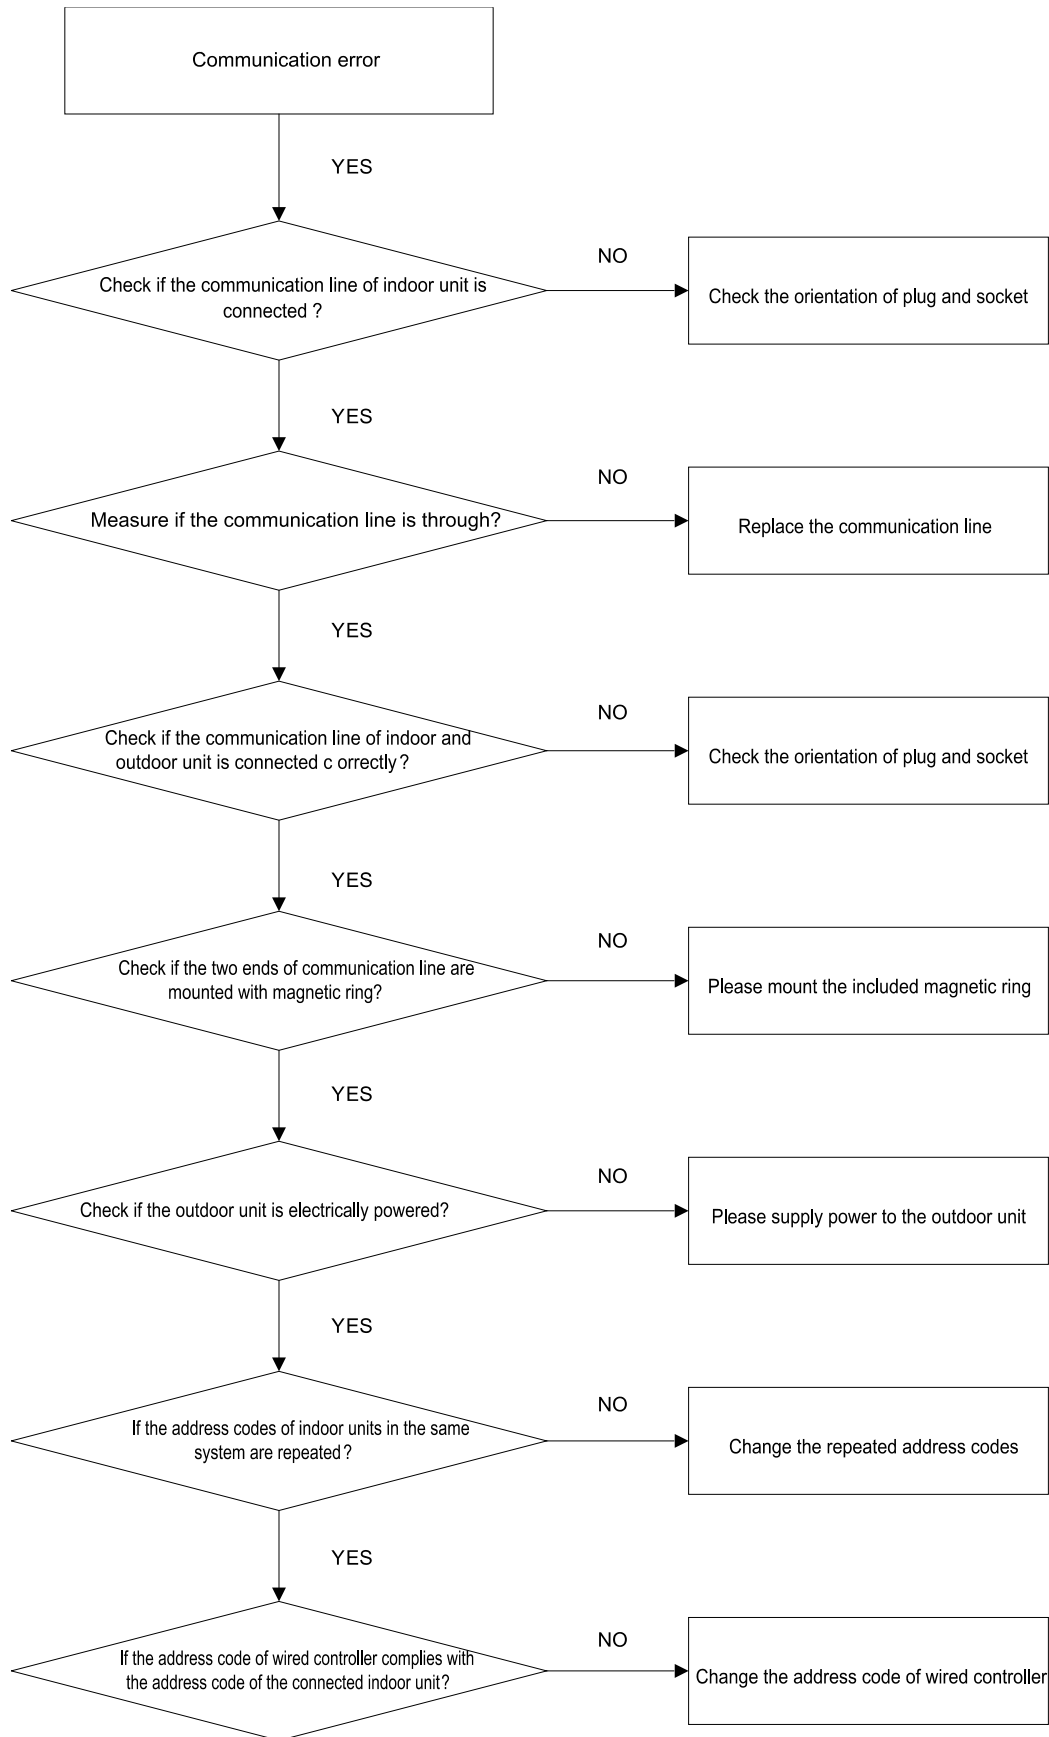 Communication error
YES
Check if the communication line of indoor unit is
connected ?
NO
Check the orientation of plug and socket
YES
Measure if the communication line is through?
NO
Replace the communication line
YES
Check if the communication line of indoor and
outdoor unit is connected c orrectly ?
NO
Check the orientation of plug and socket
YES
Check if the two ends of communication line are
mounted with magnetic ring?
NO
Please mount the included magnetic ring
YES
Check if the outdoor unit is electrically powered?
NO
Please supply power to the outdoor unit
YES
If the address codes of indoor units in the same
system are repeated ?
NO
Change the repeated address codes
YES
If the address code of wired controller complies with
the address code of the connected indoor unit?
NO
Change the address code of wired controller